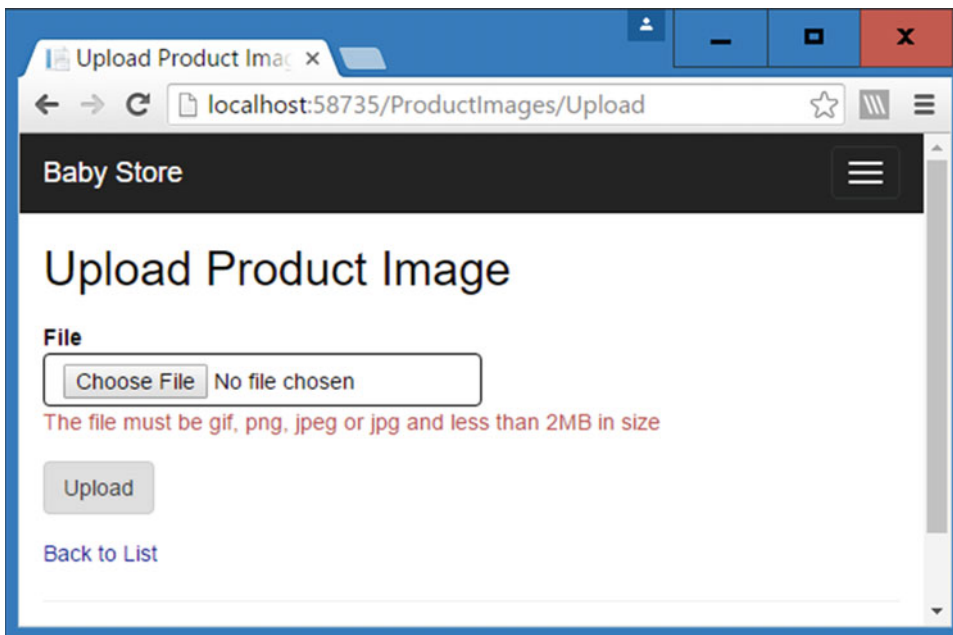 Upload Product Imag
localhost:58735/ProductImages/Upload
Baby Store
Upload Product Image
File
Choose File No file chosen
The file must be gif, png, jpeg or jpg and less than 2MB in size
Upload
Back to List